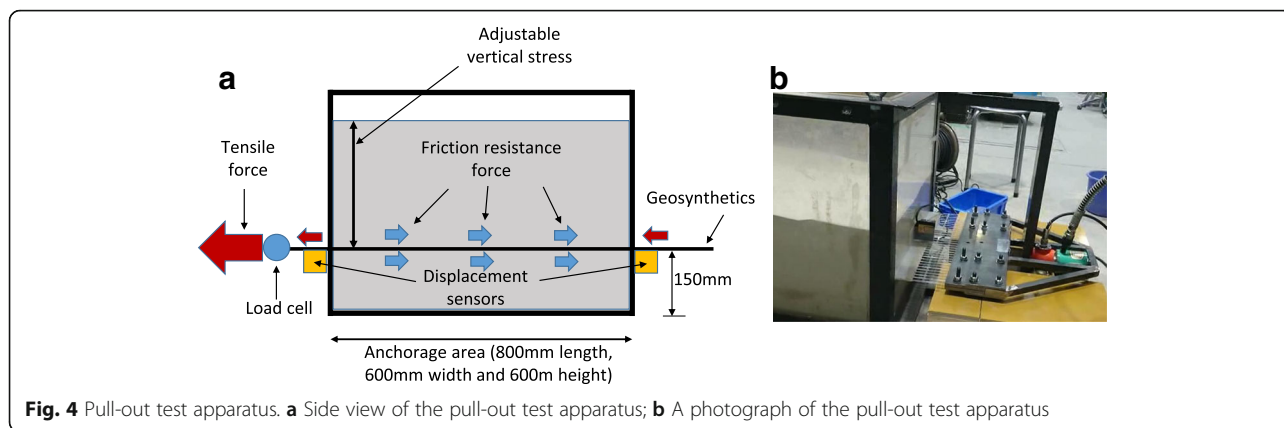 a
Adjustable
vertical stress
b
Tensile
force
Friction resistance
force
Geosynthetics
Displacement
sensors
150mm
Load cell
Anchorage area (800mm length,
600mm width and 600m height)
Fig. 4 Pull-out test apparatus. a Side view of the pull-out test apparatus; b A photograph of the pull-out test apparatus